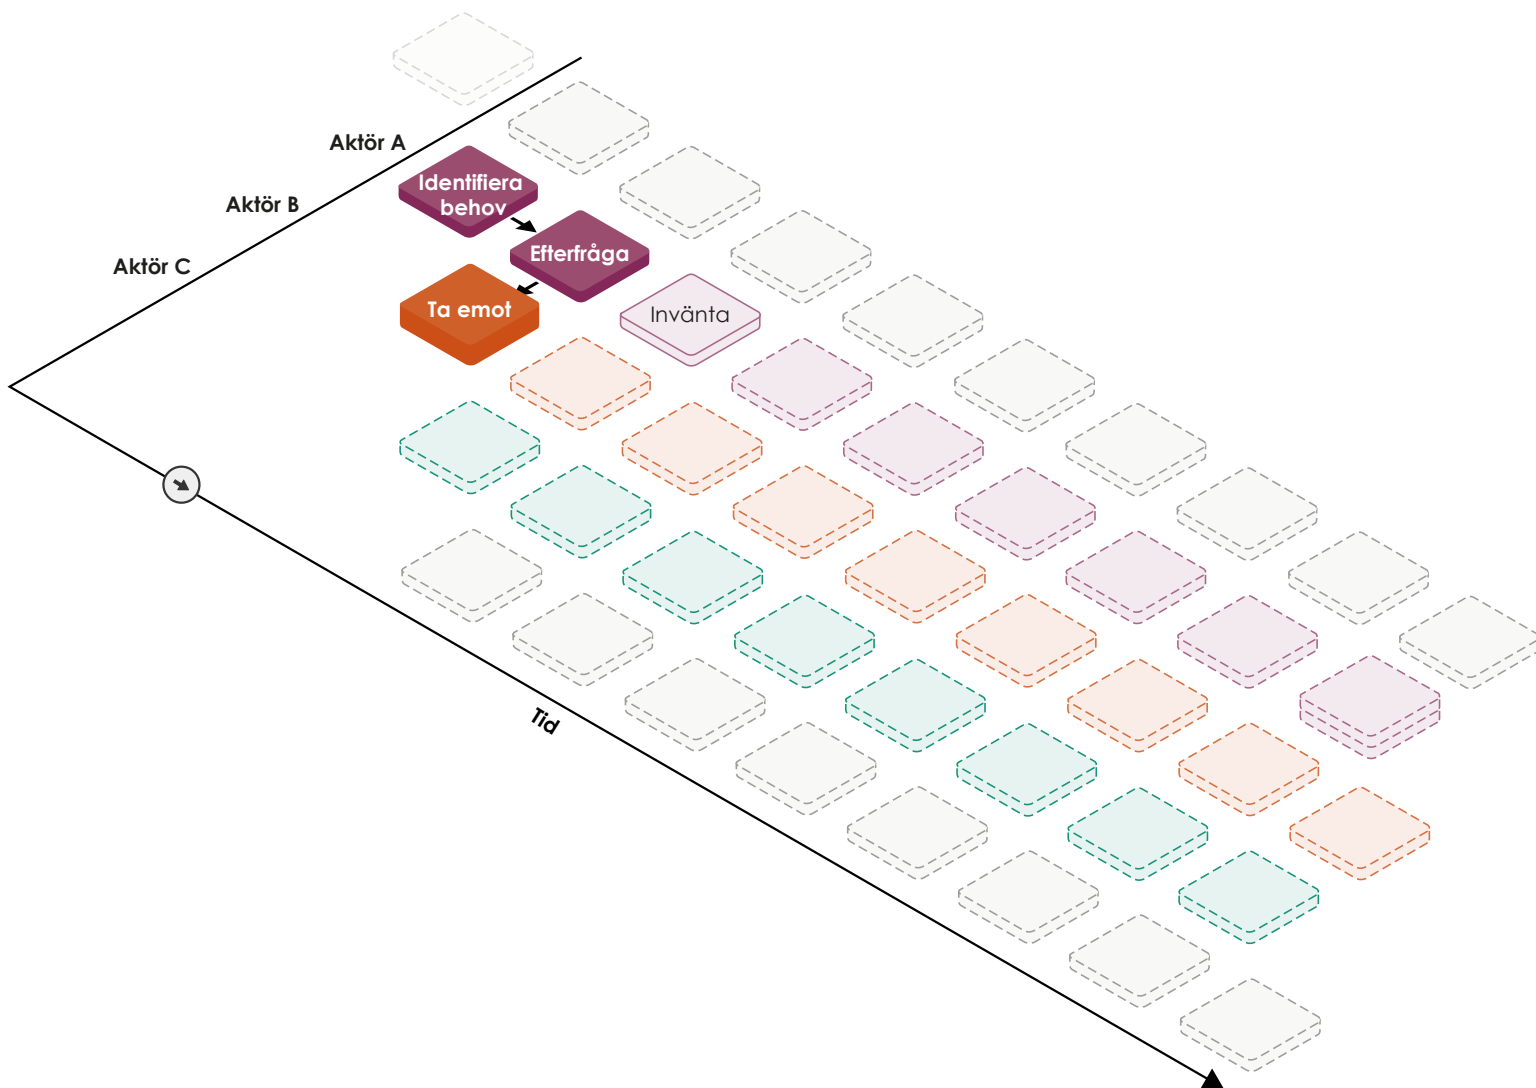 Aktör A
Aktör B
Aktör C
Identifiera
behov
Efterfråga
Ta emot
Invänta
Tid